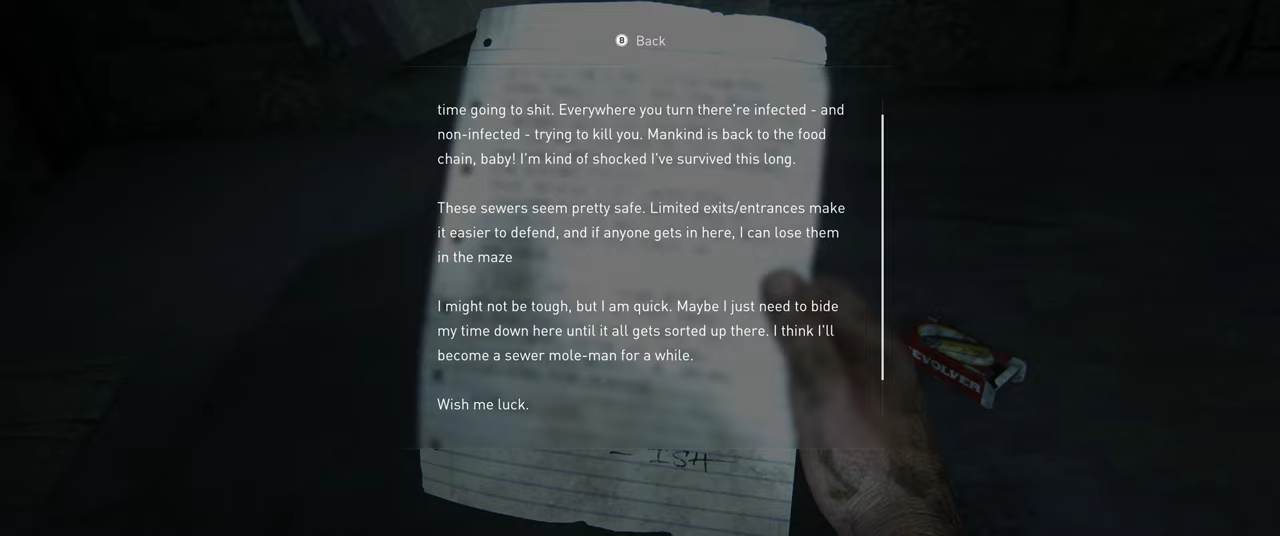 B Back
time going to shit. Everywhere you turn there're infected - and
non-infected - trying to kill you. Mankind is back to the food
chain, baby! I'm kind of shocked I've survived this long.
These sewers seem pretty safe. Limited exits/entrances make
it easier to defend, and if anyone gets in here, I can lose them
in the maze
I might not be tough, but I am quick. Maybe I just need to bide
my time down here until it all gets sorted up there. I think I'll
become a sewer mole-man for a while.
Wish me luck.
- ISH
EVOLVER